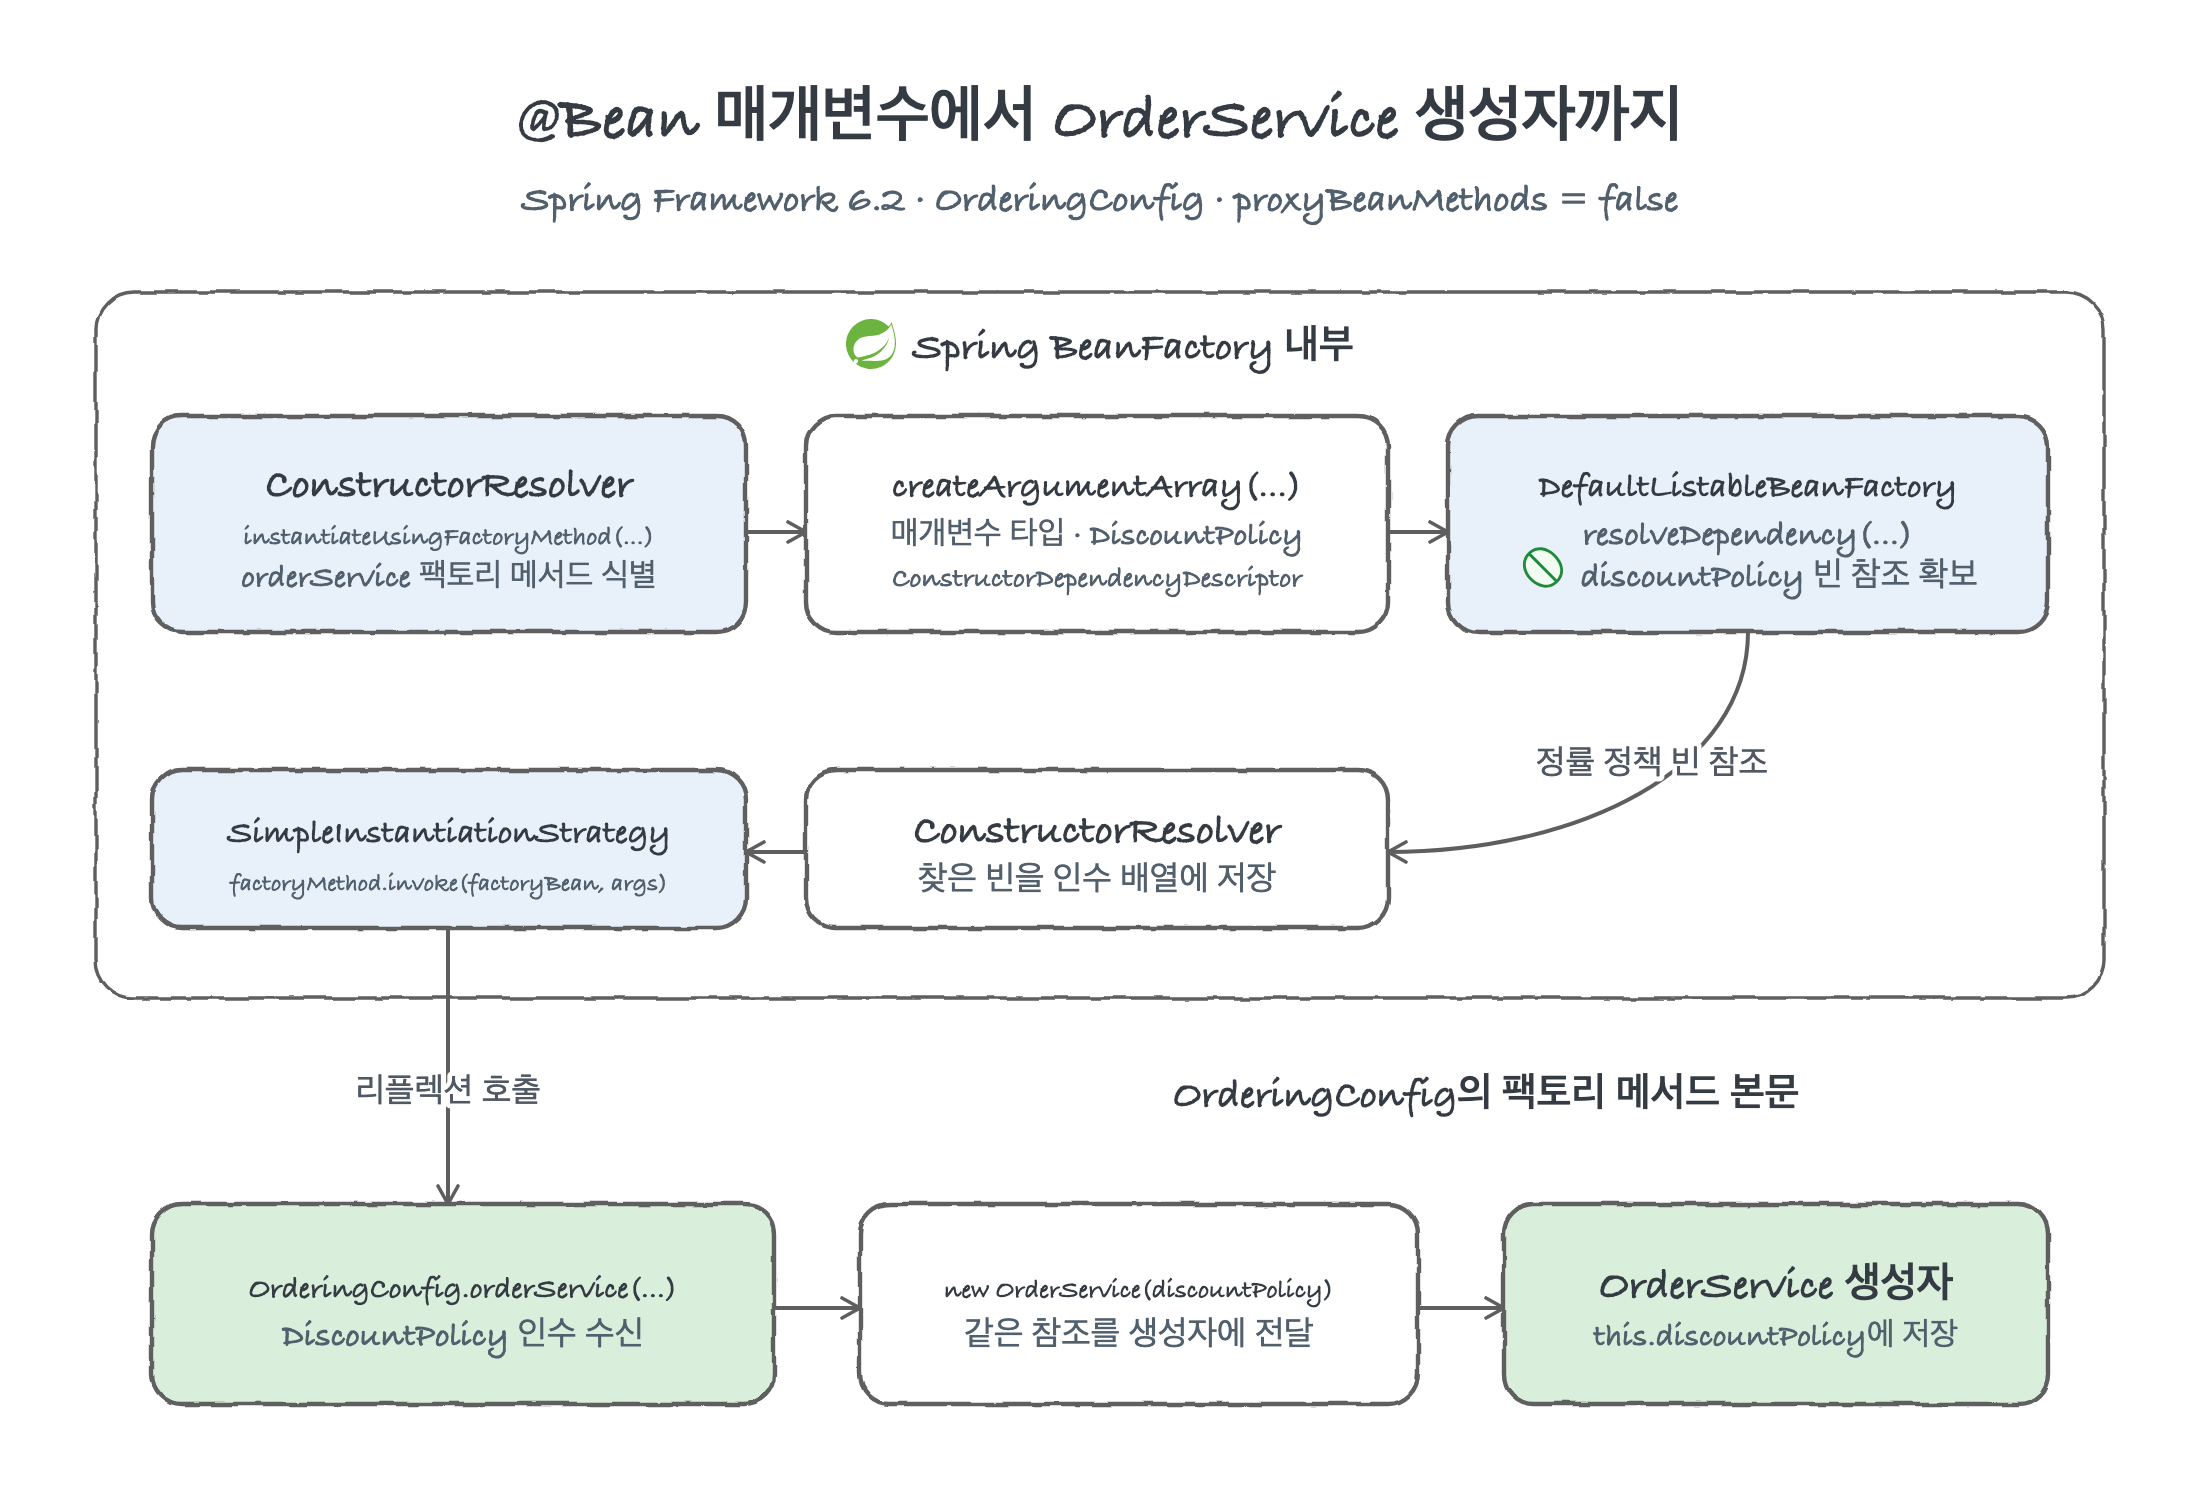 @Bean 매개변수에서 OrderService 생성자까지
Spring Framework 6.2 · OrderingConfig · proxyBeanMethods = false
Spring BeanFactory 내부
ConstructorResolver
instantiateUsingFactoryMethod(...)
orderService 팩토리 메서드 식별
createArgumentArray(...)
매개변수 타입 · DiscountPolicy
ConstructorDependencyDescriptor
DefaultListableBeanFactory
resolveDependency(...)
discountPolicy 빈 참조 확보
정률 정책 빈 참조
ConstructorResolver
찾은 빈을 인수 배열에 저장
SimpleInstantiationStrategy
factoryMethod.invoke(factoryBean, args)
리플렉션 호출
OrderingConfig의 팩토리 메서드 본문
OrderingConfig.orderService(...)
DiscountPolicy 인수 수신
new OrderService(discountPolicy)
같은 참조를 생성자에 전달
OrderService 생성자
this.discountPolicy에 저장